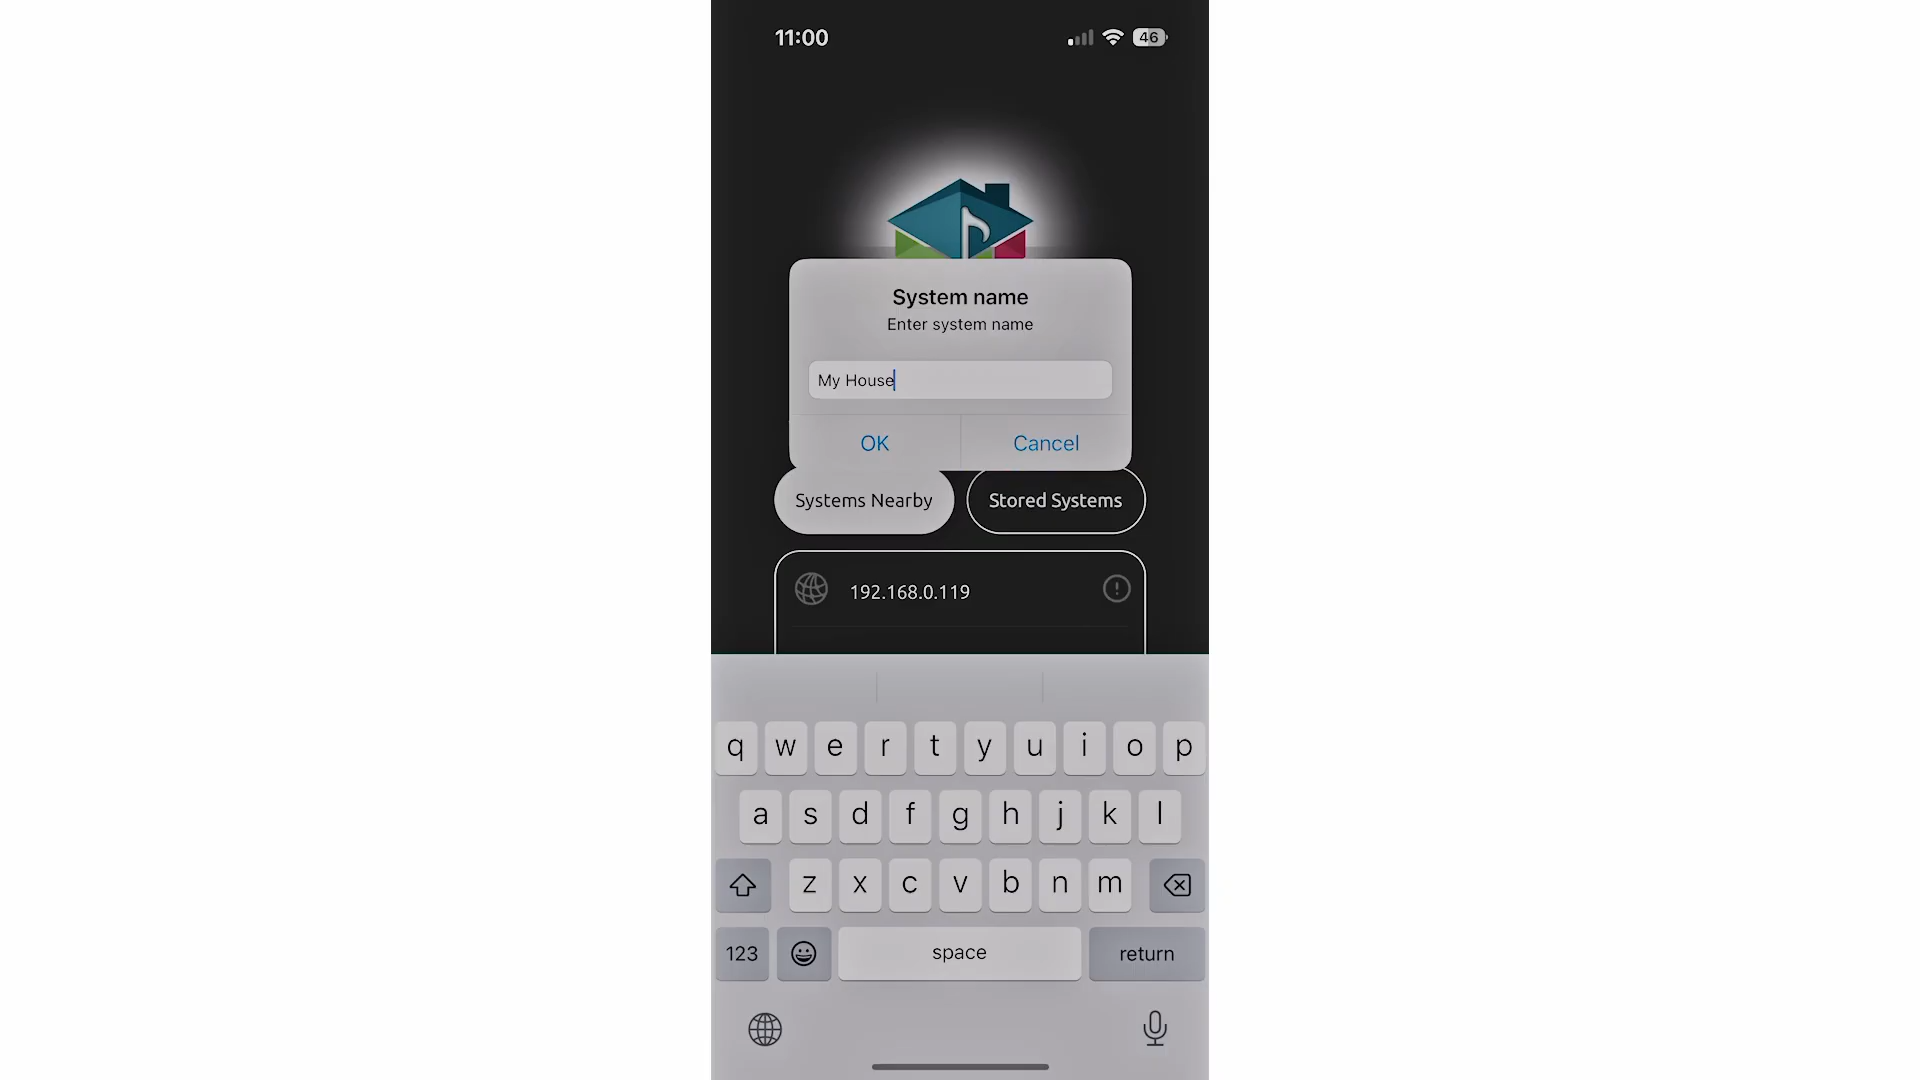 11:00
46
System name
Enter system name
My House
OK Cancel
Systems Nearby Stored Systems
192.168.0.119
q w e r t y u i o p
a s d f g h j k l
z x c v b n m
123 space return